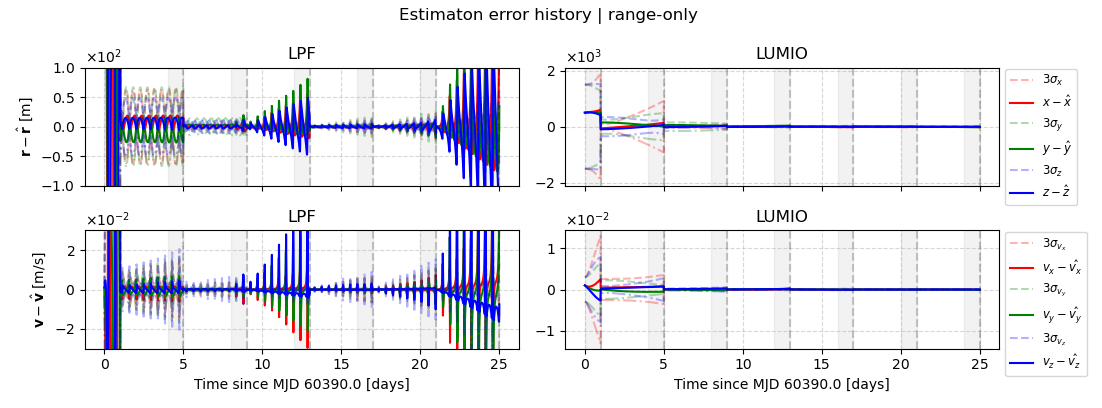 Estimaton error history | range-only
LPF
×10²
1.0
0.5
0.0
−0.5
−1.0
r − r̂ [m]
LUMIO
×10³
2
0
−2
3σx
x − x̂
3σy
y − ŷ
3σz
z − ẑ
LPF
×10⁻²
2
0
−2
v − v̂ [m/s]
0 5 10 15 20 25
Time since MJD 60390.0 [days]
LUMIO
×10⁻²
1
0
−1
0 5 10 15 20 25
Time since MJD 60390.0 [days]
3σvx
vx − v̂x
3σvy
vy − v̂y
3σvz
vz − v̂z